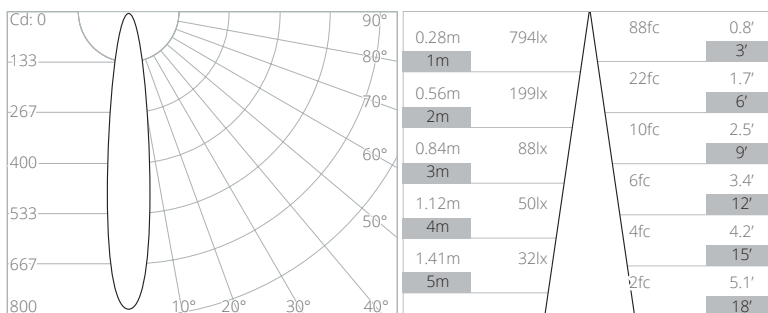 Cd: 0
133
267
400
533
667
800
90°
80°
70°
60°
50°
40°
30°
20°
10°
0.28m 794lx
1m
0.56m 199lx
2m
0.84m 88lx
3m
1.12m 50lx
4m
1.41m 32lx
5m
88fc 0.8′
3′
22fc 1.7′
6′
10fc 2.5′
9′
6fc 3.4′
12′
4fc 4.2′
15′
2fc 5.1′
18′